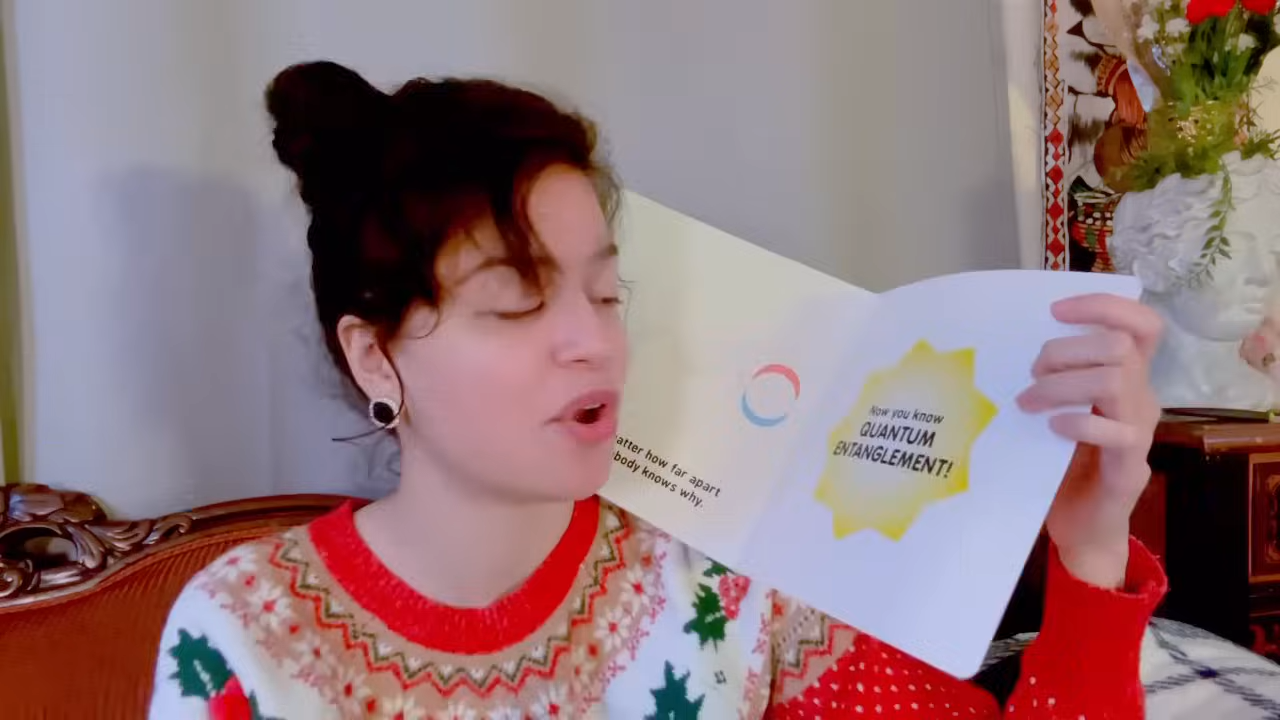 atter how far apart
body knows why.
Now you know
QUANTUM
ENTANGLEMENT!